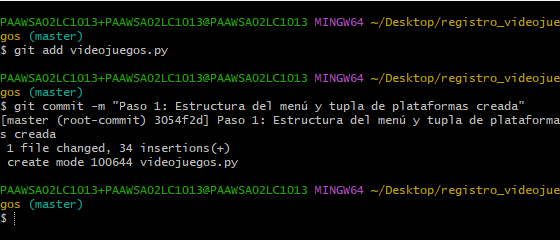 PAAWSA02LC1013+PAAWSA02LC1013@PAAWSA02LC1013 MINGW64 ~/Desktop/registro_videojue
gos (master)
$ git add videojuegos.py
PAAWSA02LC1013+PAAWSA02LC1013@PAAWSA02LC1013 MINGW64 ~/Desktop/registro_videojue
gos (master)
$ git commit -m "Paso 1: Estructura del menú y tupla de plataformas creada"
[master (root-commit) 3054f2d] Paso 1: Estructura del menú y tupla de plataforma
s creada
 1 file changed, 34 insertions(+)
 create mode 100644 videojuegos.py
PAAWSA02LC1013+PAAWSA02LC1013@PAAWSA02LC1013 MINGW64 ~/Desktop/registro_videojue
gos (master)
$